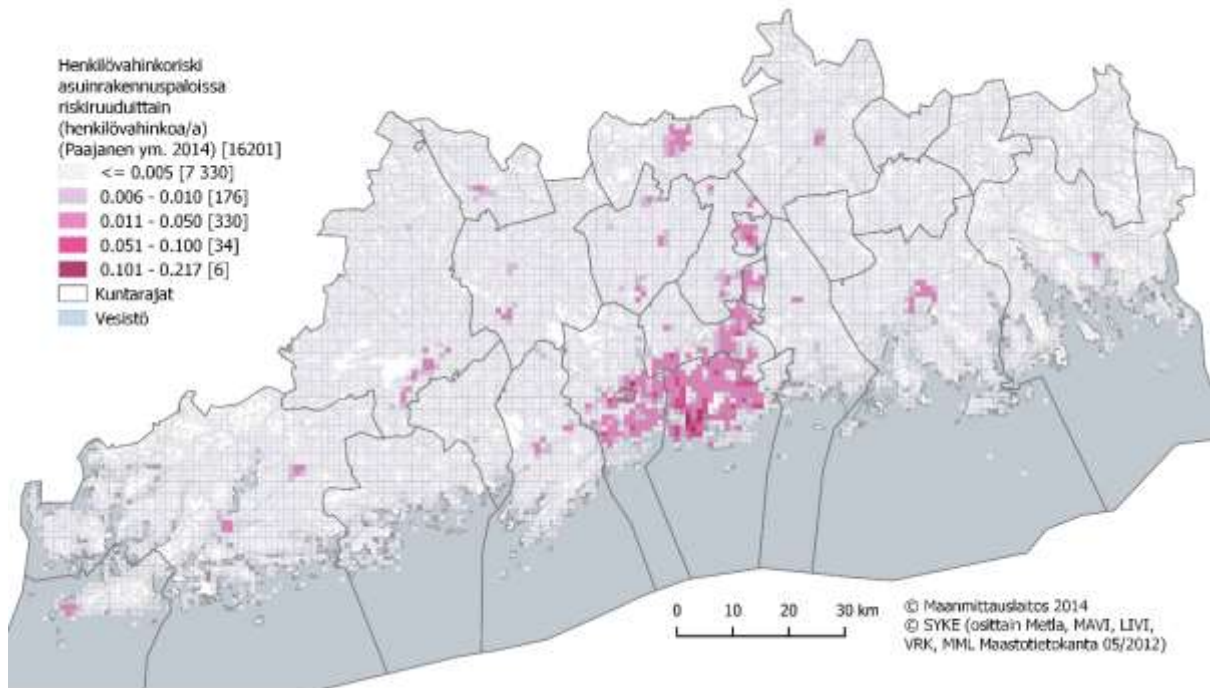 Henkilövahinkoriski
asuinrakennuspaloissa
riskiruuduittain
(henkilövahinkoa/a)
(Paajanen ym. 2014) [16201]
<= 0.005 [7 330]
0.006 - 0.010 [176]
0.011 - 0.050 [330]
0.051 - 0.100 [34]
0.101 - 0.217 [6]
Kuntarajat
Vesistö
0 10 20 30 km
© Maanmittauslaitos 2014
© SYKE (osittain Metla, MAVI, LIVI,
VRK, MML Maastotietokanta 05/2012)